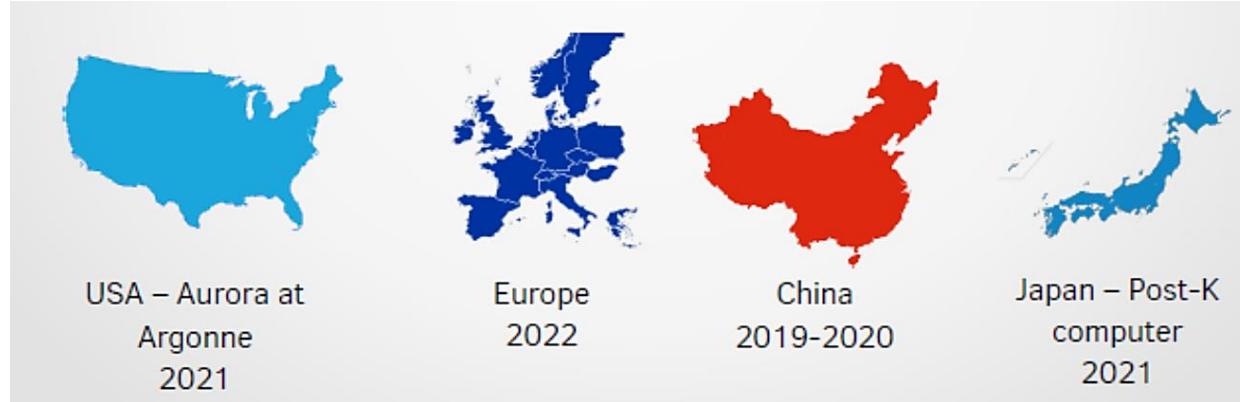 USA – Aurora at
Argonne
2021
Europe
2022
China
2019-2020
Japan – Post-K
computer
2021